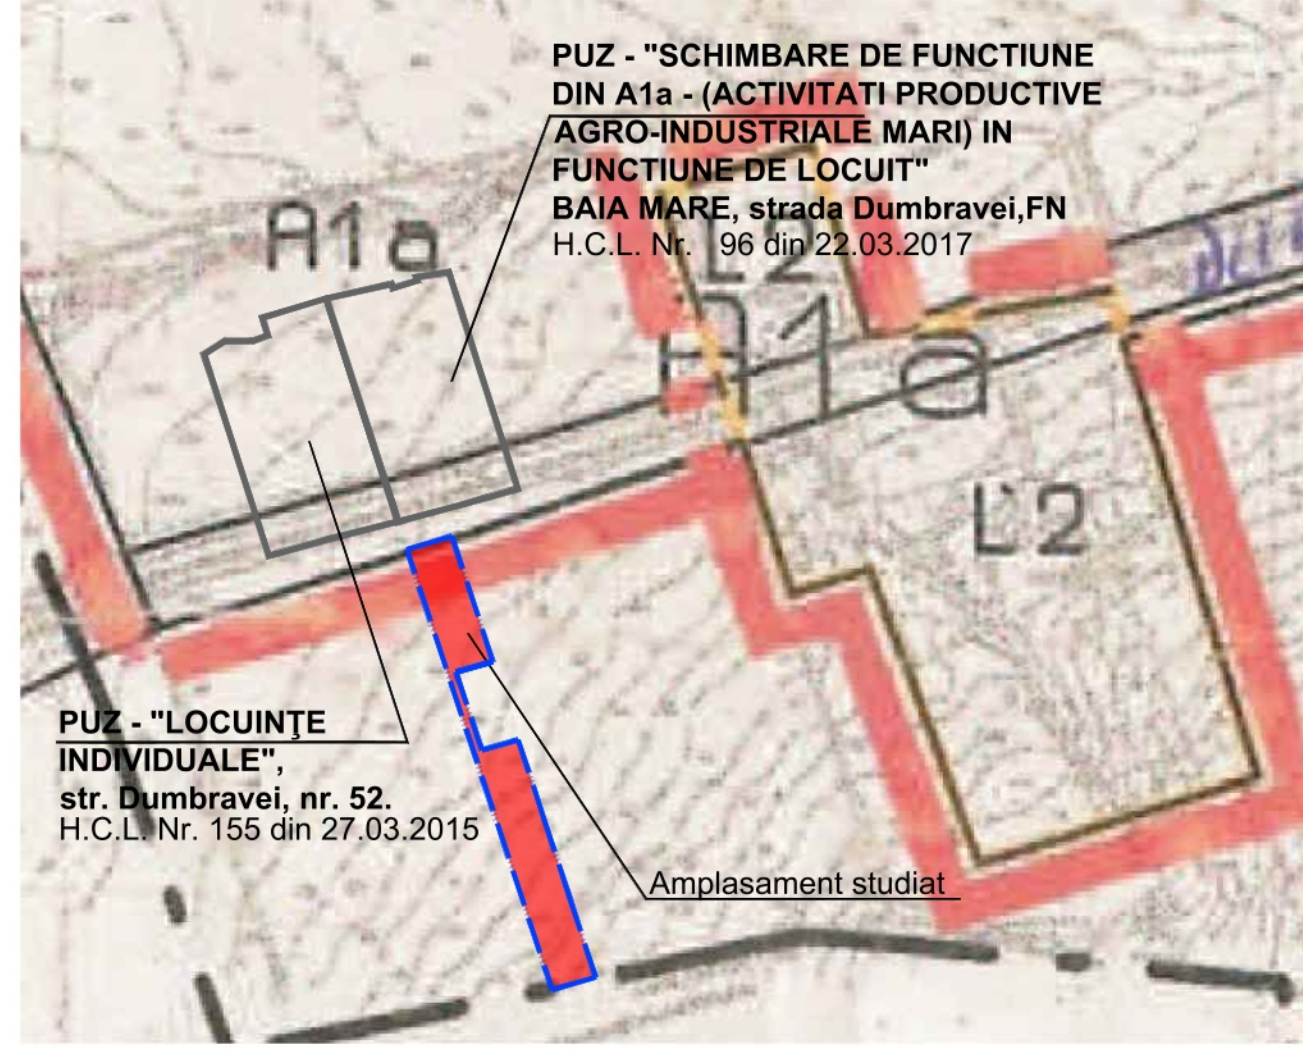 PUZ - "SCHIMBARE DE FUNCTIUNE
DIN A1a - (ACTIVITATI PRODUCTIVE
AGRO-INDUSTRIALE MARI) IN
FUNCTIUNE DE LOCUIT"
BAIA MARE, strada Dumbravei,FN
H.C.L. Nr. 96 din 22.03.2017
A1a
L2
A1a
L2
PUZ - "LOCUINŢE
INDIVIDUALE",
str. Dumbravei, nr. 52.
H.C.L. Nr. 155 din 27.03.2015
Amplasament studiat